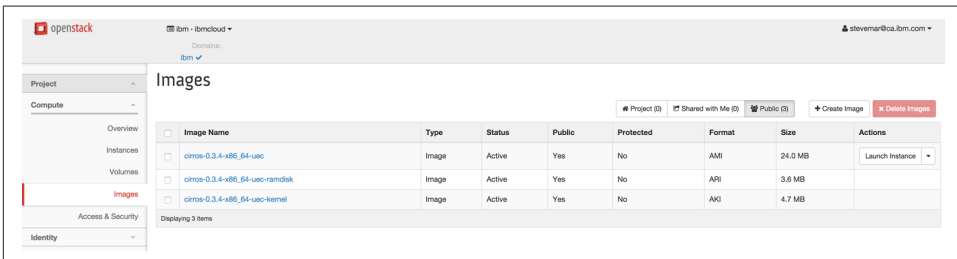 openstack
ibm · ibmcloud
stevemar@ca.ibm.com
Domains:
ibm
Project
Images
Compute
Project (0) Shared with Me (0) Public (3) + Create Image × Delete Images
Overview
Image Name Type Status Public Protected Format Size Actions
Instances
cirros-0.3.4-x86_64-uec Image Active Yes No AMI 24.0 MB Launch Instance
Volumes
cirros-0.3.4-x86_64-uec-ramdisk Image Active Yes No ARI 3.6 MB
Images
cirros-0.3.4-x86_64-uec-kernel Image Active Yes No AKI 4.7 MB
Access & Security
Displaying 3 items
Identity